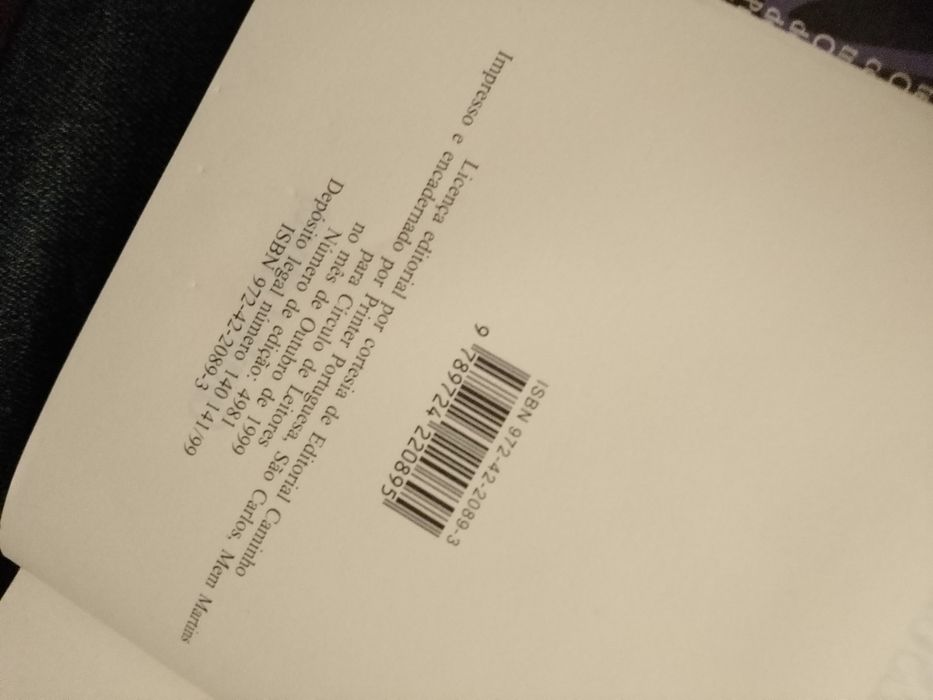 ISBN 972-42-2089-3
9 789724 220895
Licença editorial por cortesia de Editorial Caminho
Impresso e encadernado por Printer Portuguesa, São Carlos, Mem Martins
para Círculo de Leitores
no mês de Outubro de 1999
Número de edição: 4981
Depósito legal número 140 141/99
ISBN 972-42-2089-3